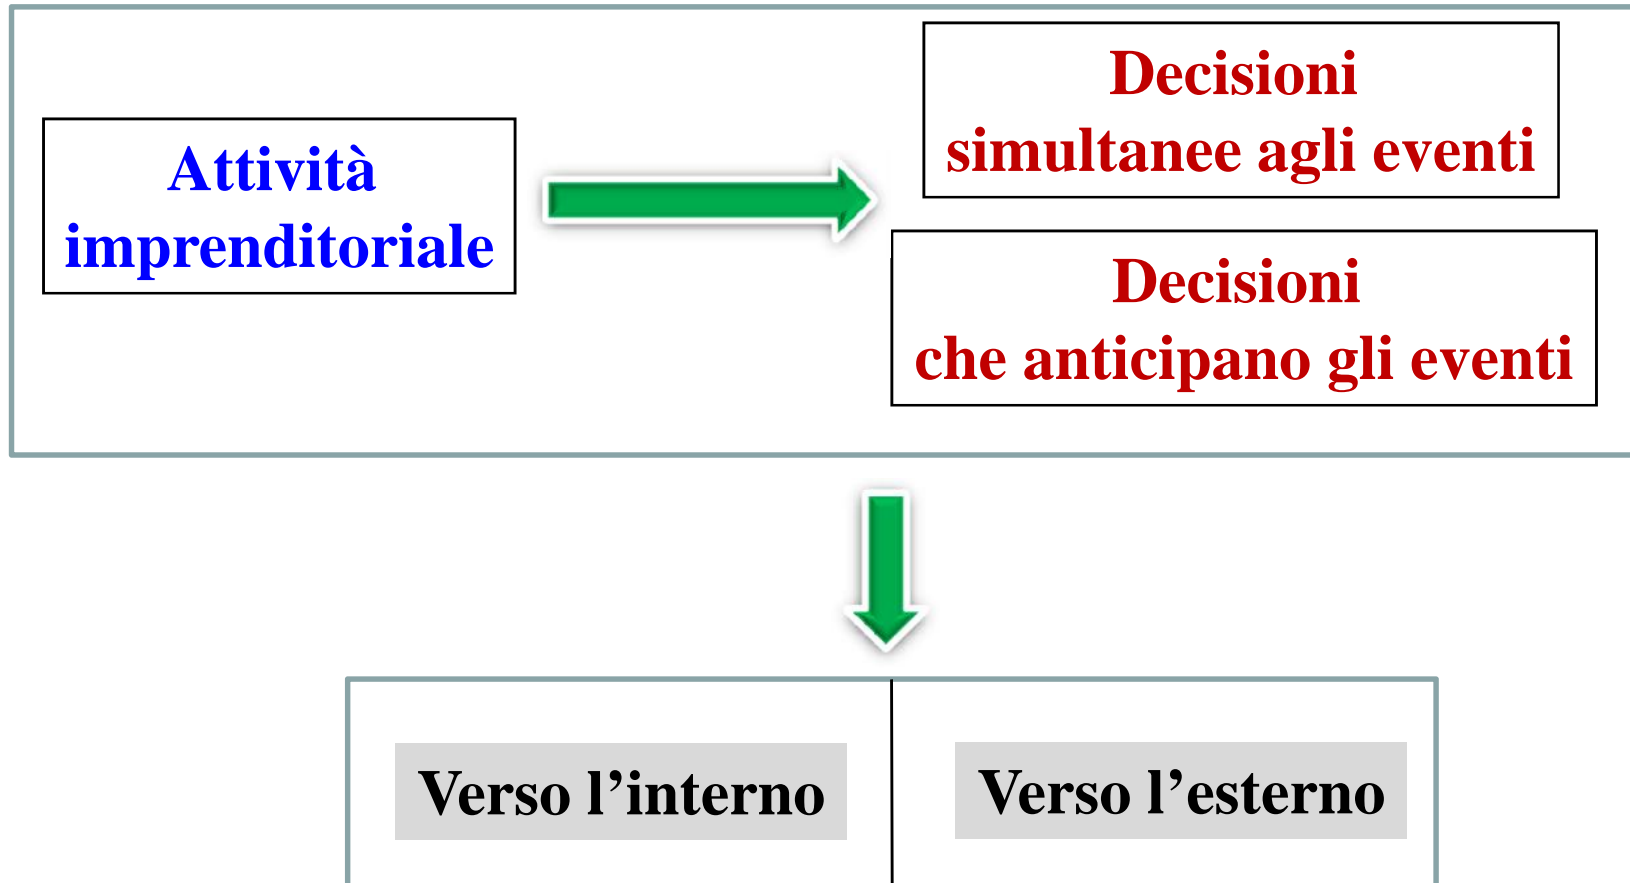 Attività
imprenditoriale
Decisioni
simultanee agli eventi
Decisioni
che anticipano gli eventi
Verso l’interno
Verso l’esterno